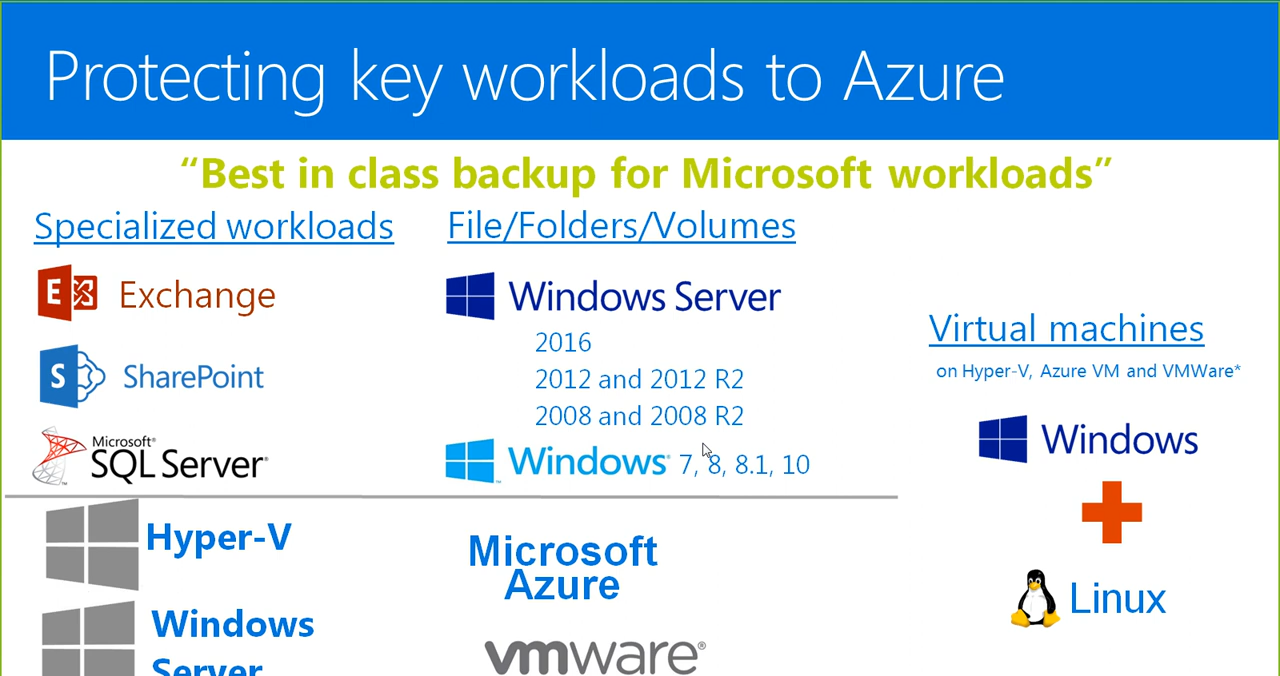 Protecting key workloads to Azure
“Best in class backup for Microsoft workloads”
Specialized workloads
E Exchange
S SharePoint
Microsoft®
SQL Server®
File/Folders/Volumes
Windows Server
2016
2012 and 2012 R2
2008 and 2008 R2
Windows® 7, 8, 8.1, 10
Virtual machines
on Hyper-V, Azure VM and VMWare*
Windows
Linux
Hyper-V
Windows
Server
Microsoft
Azure
vmware®